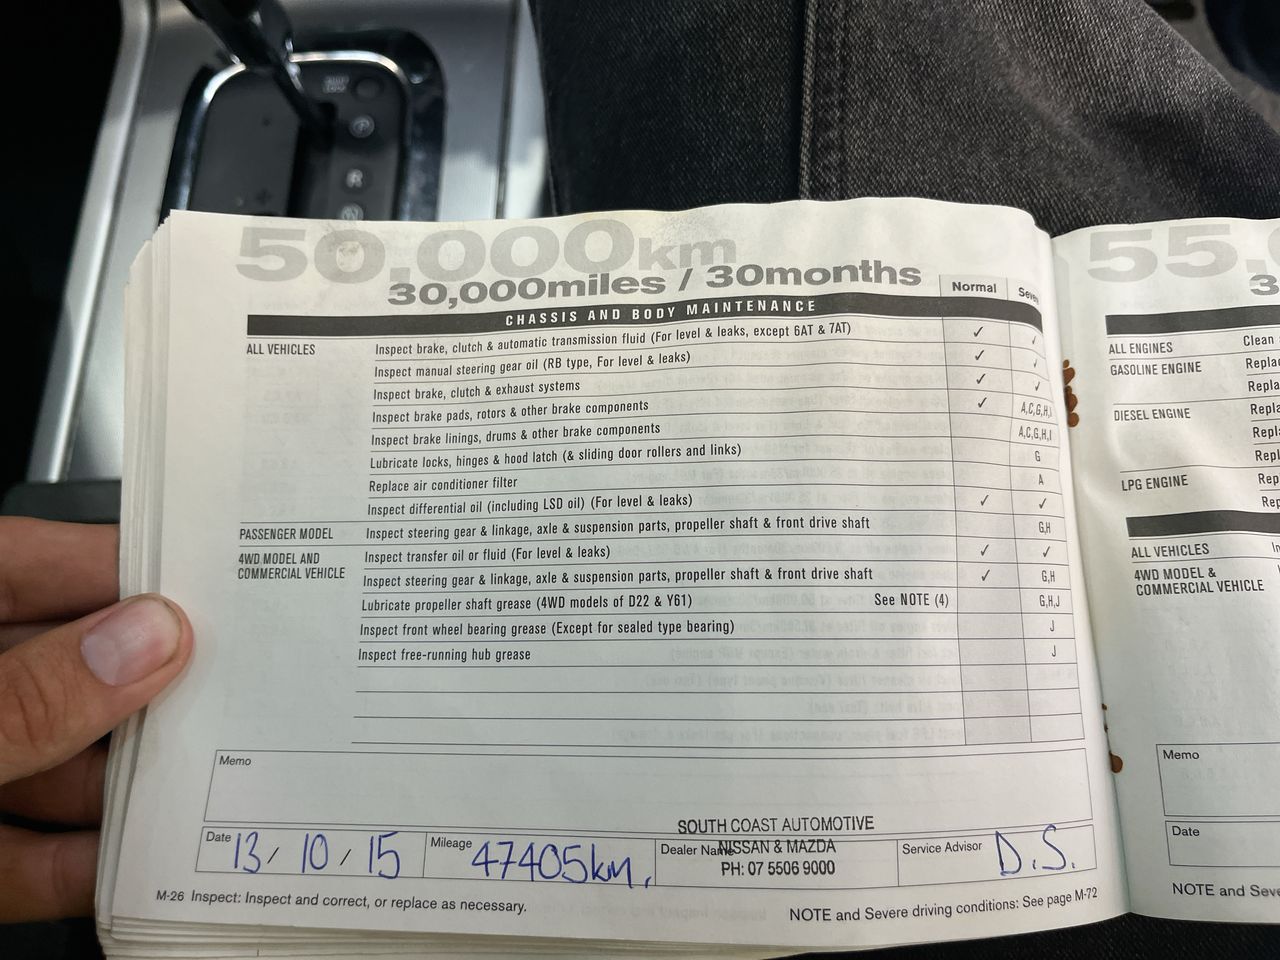 P
R
50,000km
30,000miles / 30months
Normal
CHASSIS AND BODY MAINTENANCE
ALL VEHICLES
Inspect brake, clutch & automatic transmission fluid (For level & leaks, except 6AT & 7AT) ✓ ✓
Inspect manual steering gear oil (RB type, For level & leaks) ✓ ✓
Inspect brake, clutch & exhaust systems ✓ ✓
Inspect brake pads, rotors & other brake components ✓ A,C,G,H,I
Inspect brake linings, drums & other brake components A,C,G,H,I
Lubricate locks, hinges & hood latch (& sliding door rollers and links) G
Replace air conditioner filter A
Inspect differential oil (including LSD oil) (For level & leaks) ✓ ✓
PASSENGER MODEL Inspect steering gear & linkage, axle & suspension parts, propeller shaft & front drive shaft G,H
4WD MODEL AND
COMMERCIAL VEHICLE
Inspect transfer oil or fluid (For level & leaks) ✓ ✓
Inspect steering gear & linkage, axle & suspension parts, propeller shaft & front drive shaft ✓ G,H
Lubricate propeller shaft grease (4WD models of D22 & Y61) See NOTE (4) G,H,J
Inspect front wheel bearing grease (Except for sealed type bearing) J
Inspect free-running hub grease J
Memo
Date 13/10/15
Mileage 47405km.
Dealer Name
SOUTH COAST AUTOMOTIVE
NISSAN & MAZDA
PH: 07 5506 9000
Service Advisor D.S.
M-26 Inspect: Inspect and correct, or replace as necessary.
NOTE and Severe driving conditions: See page M-72
55,
3
ALL ENGINES Clean
GASOLINE ENGINE
DIESEL ENGINE
LPG ENGINE
ALL VEHICLES
4WD MODEL &
COMMERCIAL VEHICLE
Memo
Date
NOTE and